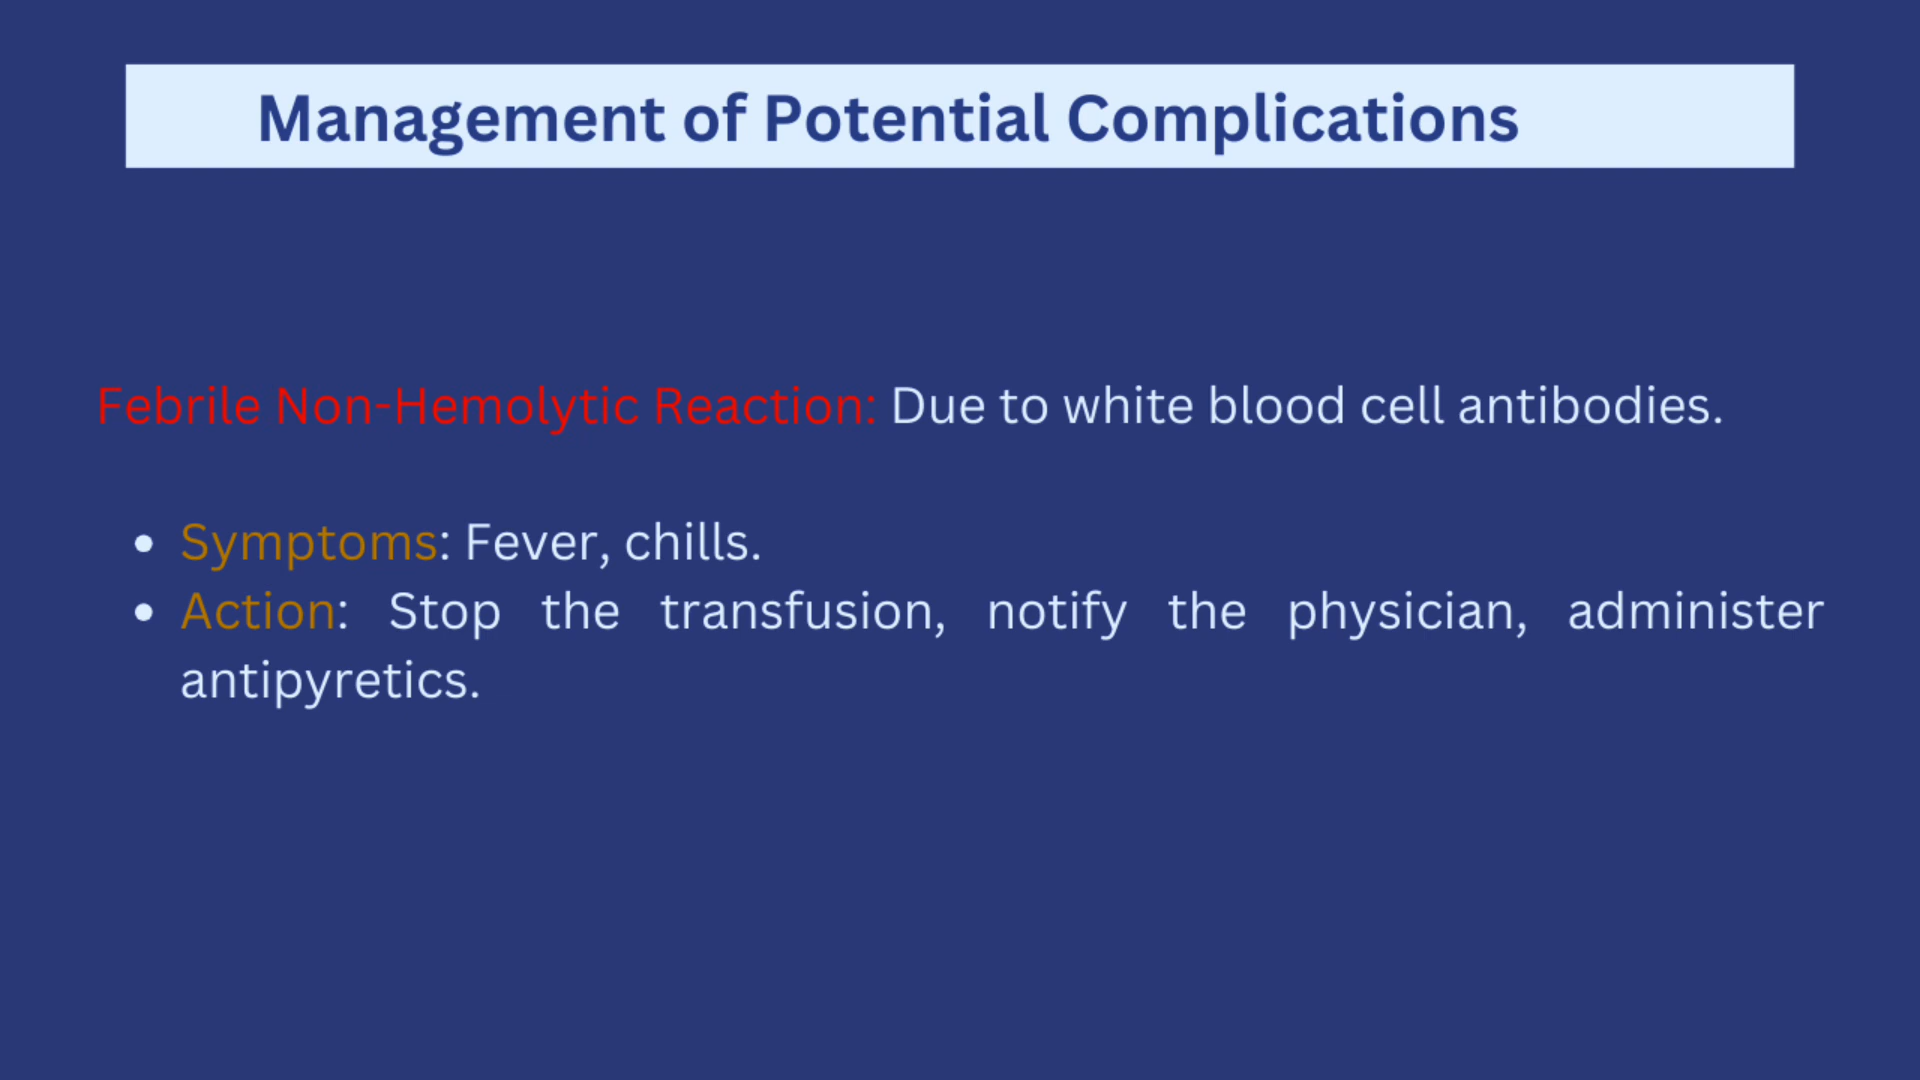 Management of Potential Complications
Febrile Non-Hemolytic Reaction: Due to white blood cell antibodies.
• Symptoms: Fever, chills.
• Action: Stop the transfusion, notify the physician, administer
antipyretics.